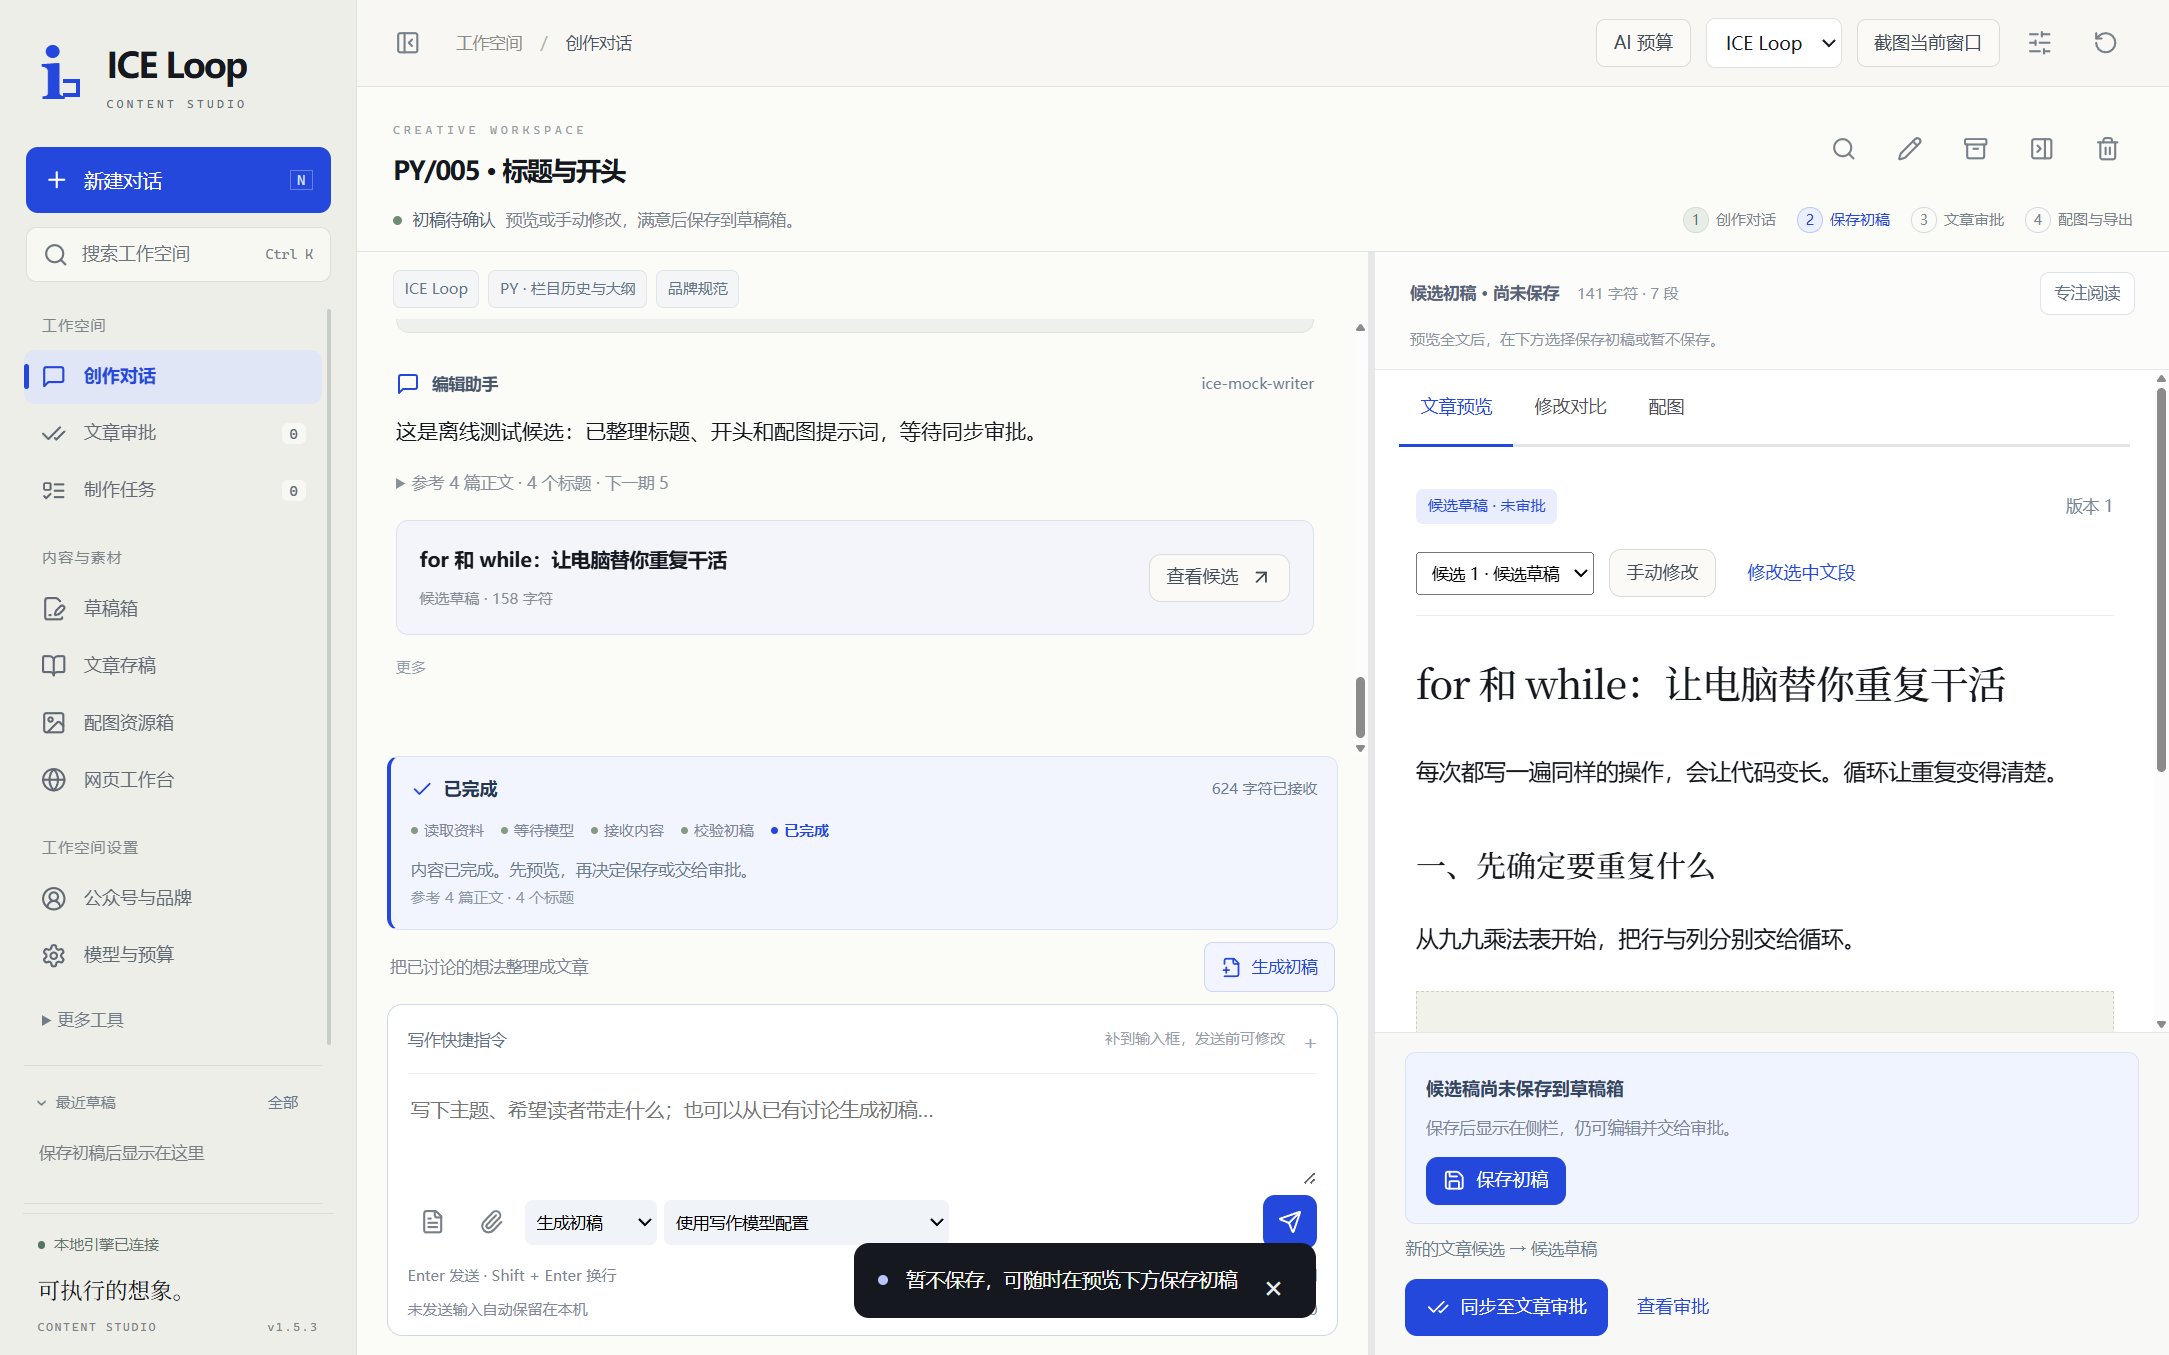 ICE Loop
CONTENT STUDIO
新建对话 N
搜索工作空间 Ctrl K
工作空间
创作对话
文章审批 0
制作任务 0
内容与素材
草稿箱
文章存稿
配图资源箱
网页工作台
工作空间设置
公众号与品牌
模型与预算
更多工具
最近草稿 全部
保存初稿后显示在这里
本地引擎已连接
可执行的想象。
CONTENT STUDIO v1.5.3
工作空间 / 创作对话
AI 预算 ICE Loop 截图当前窗口
CREATIVE WORKSPACE
PY/005 • 标题与开头
初稿待确认 预览或手动修改，满意后保存到草稿箱。
1 创作对话 2 保存初稿 3 文章审批 4 配图与导出
ICE Loop PY · 栏目历史与大纲 品牌规范
编辑助手 ice-mock-writer
这是离线测试候选：已整理标题、开头和配图提示词，等待同步审批。
参考 4 篇正文 · 4 个标题 · 下一期 5
for 和 while：让电脑替你重复干活
候选草稿 · 158 字符
查看候选
更多
已完成 624 字符已接收
读取资料 等待模型 接收内容 校验初稿 已完成
内容已完成。先预览，再决定保存或交给审批。
参考 4 篇正文 · 4 个标题
把已讨论的想法整理成文章 生成初稿
写作快捷指令 补到输入框，发送前可修改 +
写下主题、希望读者带走什么；也可以从已有讨论生成初稿...
生成初稿 使用写作模型配置
Enter 发送 · Shift + Enter 换行
未发送输入自动保留在本机
暂不保存，可随时在预览下方保存初稿
候选初稿 • 尚未保存 141 字符 · 7 段 专注阅读
预览全文后，在下方选择保存初稿或暂不保存。
文章预览 修改对比 配图
候选草稿 · 未审批 版本 1
候选 1 · 候选草稿 手动修改 修改选中文段
for 和 while：让电脑替你重复干活
每次都写一遍同样的操作，会让代码变长。循环让重复变得清楚。
一、先确定要重复什么
从九九乘法表开始，把行与列分别交给循环。
候选稿尚未保存到草稿箱
保存后显示在侧栏，仍可编辑并交给审批。
保存初稿
新的文章候选 → 候选草稿
同步至文章审批 查看审批